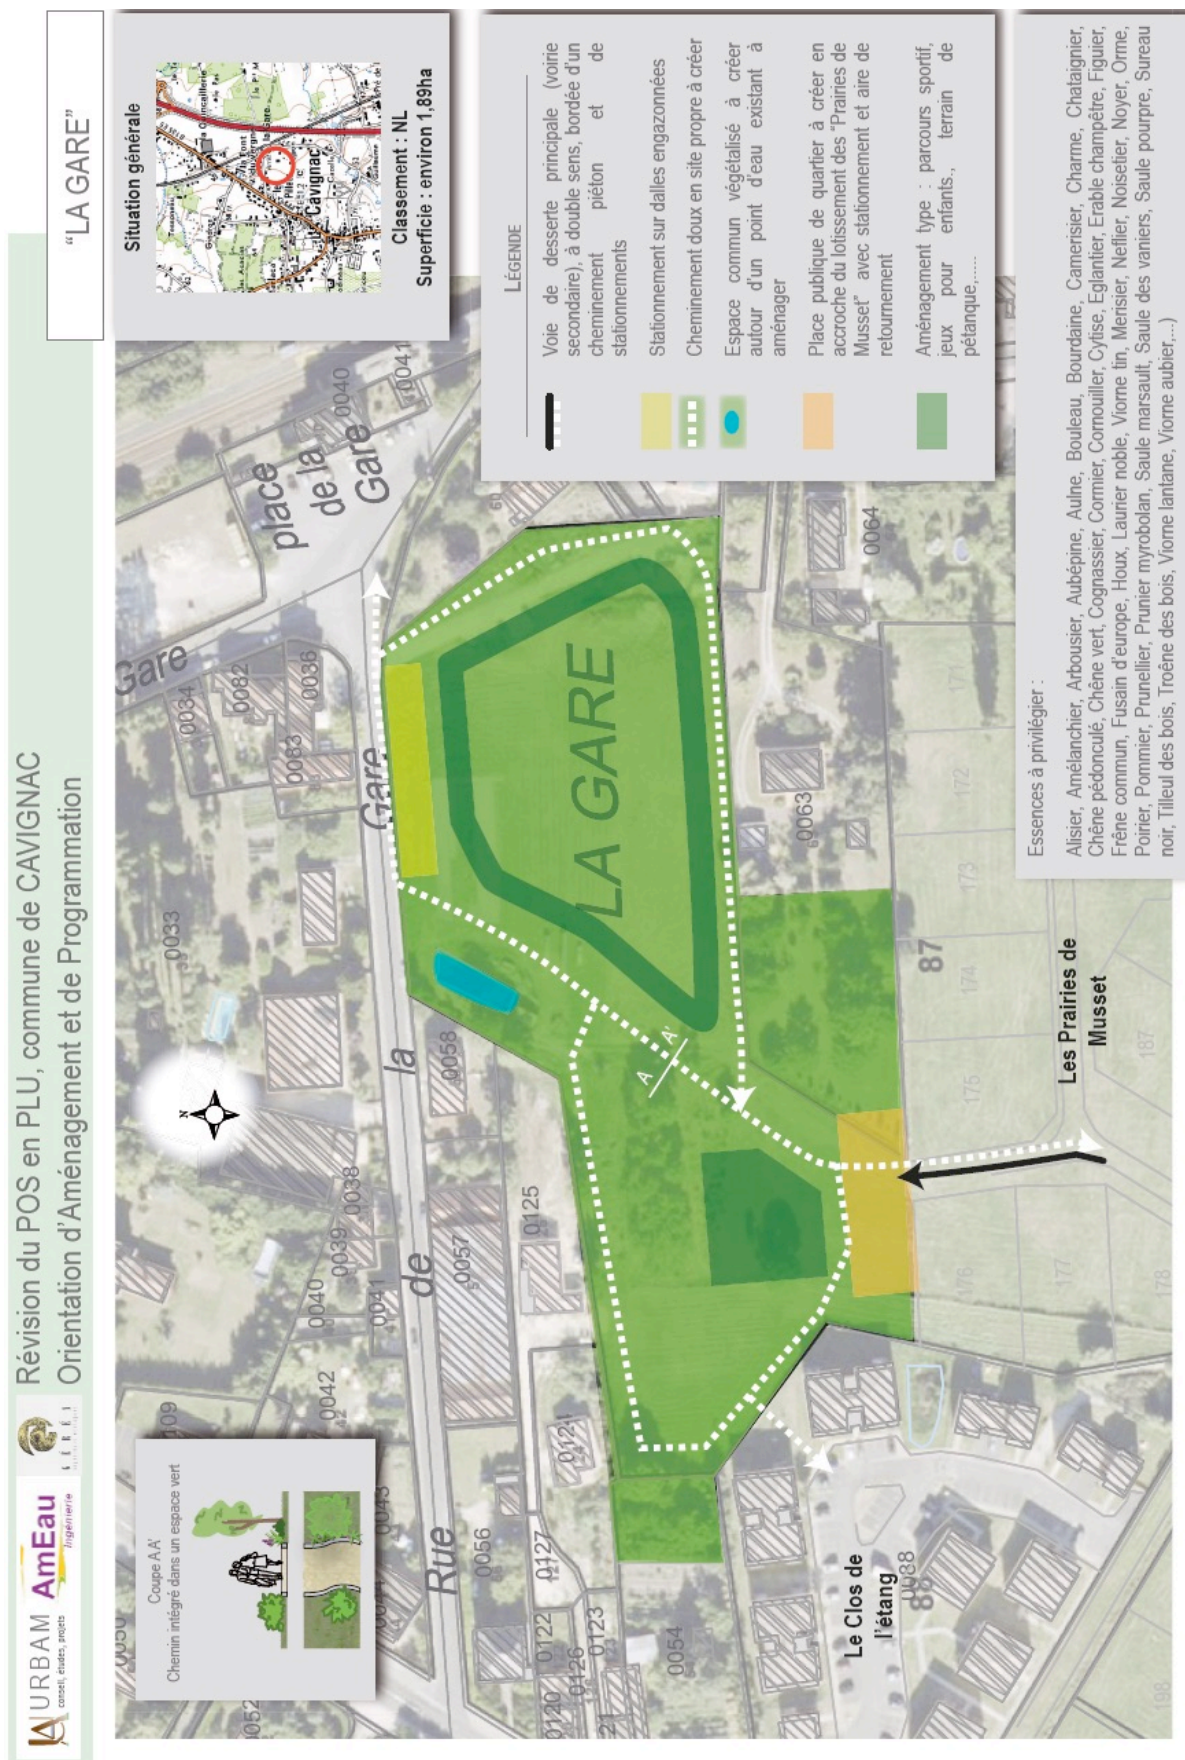 URBAM
conseil, études, projets
AmEau
Ingénierie
Révision du POS en PLU, commune de CAVIGNAC
Orientation d'Aménagement et de Programmation
"LA GARE"
Coupe AA'
Chemin intégré dans un espace vert
N
Situation générale
Cavignac
Classement : NL
Superficie : environ 1,89ha
LÉGENDE
Voie de desserte principale (voirie
secondaire), à double sens, bordée d'un
cheminement piéton et de
stationnements
Stationnement sur dalles engazonnées
Cheminement doux en site propre à créer
Espace commun végétalisé à créer
autour d'un point d'eau existant à
aménager
Place publique de quartier à créer en
accroche du lotissement des "Prairies de
Musset" avec stationnement et aire de
retournement
Aménagement type : parcours sportif,
jeux pour enfants., terrain de
pétanque,.....
place
de la
Gare
Gare
Rue
de
la
Gare
LA GARE
A
A'
0033
0034
0082
0083
0036
0040
0041
0038
0039
0040
0041
0042
0043
0052
0058
0057
0125
0124
0056
0127
0122
0126
0123
0120
0054
0064
0063
87
171
172
173
174
175
176
177
178
187
198
Le Clos de
l'étang
Les Prairies de
Musset
Essences à privilégier :
Alisier, Amélanchier, Arbousier, Aubépine, Aulne, Bouleau, Bourdaine, Camerisier, Charme, Chataignier,
Chêne pédonculé, Chêne vert, Cognassier, Cormier, Cornouiller, Cytise, Eglantier, Erable champêtre, Figuier,
Frêne commun, Fusain d'europe, Houx, Laurier noble, Viorne tin, Merisier, Neflier, Noisetier, Noyer, Orme,
Poirier, Pommier, Prunellier, Prunier myrobolan, Saule marsault, Saule des vaniers, Saule pourpre, Sureau
noir, Tilleul des bois, Troène des bois, Viorne lantane, Viorne aubier,...)